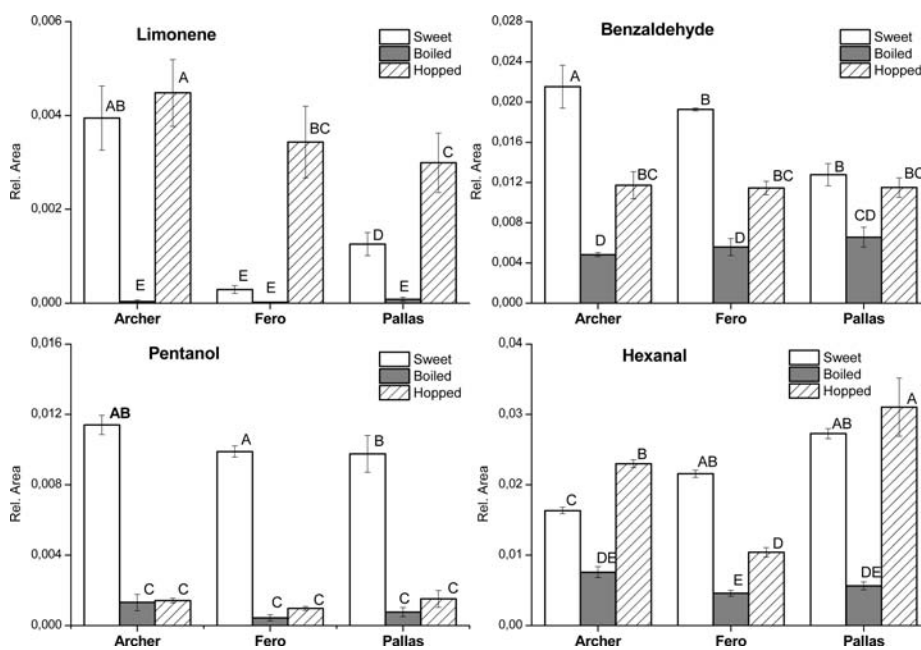 Limonene
Sweet
Boiled
Hopped
Rel. Area
0,006
0,004
0,002
0,000
AB
E
A
E
E
BC
D
E
C
Archer
Fero
Pallas
Benzaldehyde
Sweet
Boiled
Hopped
Rel. Area
0,028
0,024
0,020
0,016
0,012
0,008
0,004
0,000
A
D
BC
B
D
BC
B
CD
BC
Archer
Fero
Pallas
Pentanol
Sweet
Boiled
Hopped
Rel. Area
0,016
0,012
0,008
0,004
0,000
AB
C
C
A
C
C
B
C
C
Archer
Fero
Pallas
Hexanal
Sweet
Boiled
Hopped
Rel. Area
0,04
0,03
0,02
0,01
0,00
C
DE
B
AB
E
D
AB
DE
A
Archer
Fero
Pallas